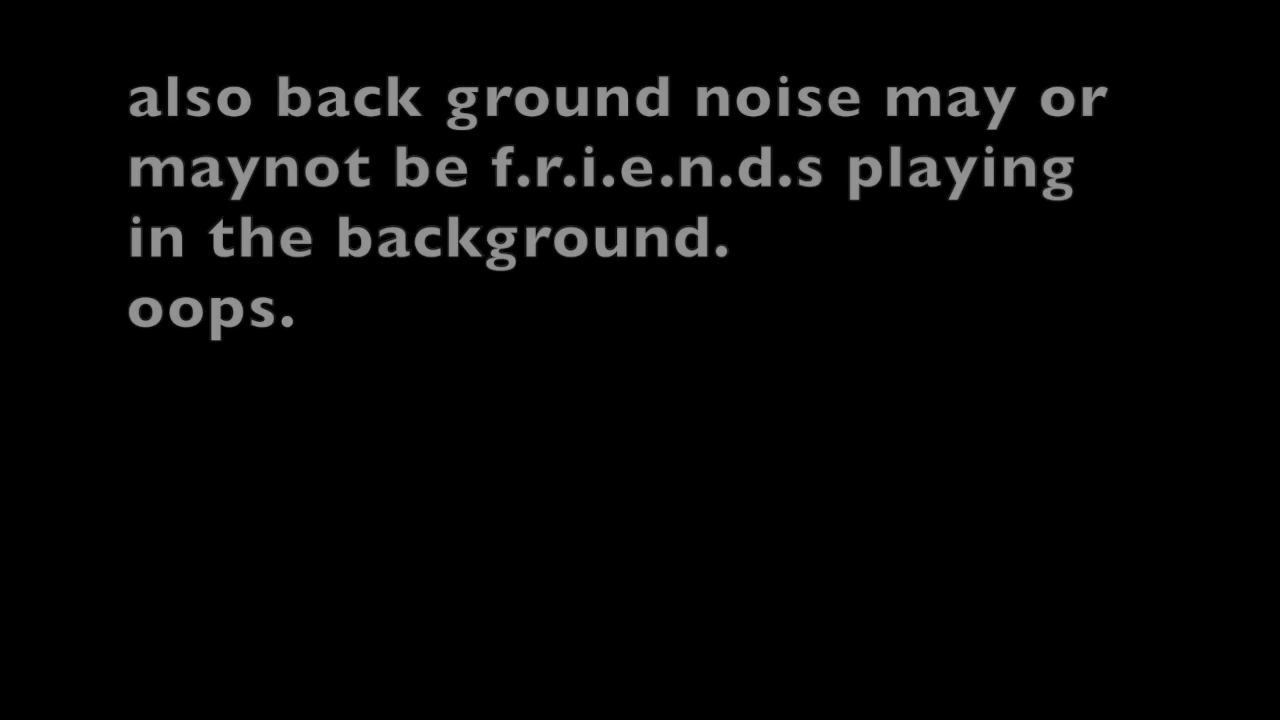 also back ground noise may or
maynot be f.r.i.e.n.d.s playing
in the background.
oops.